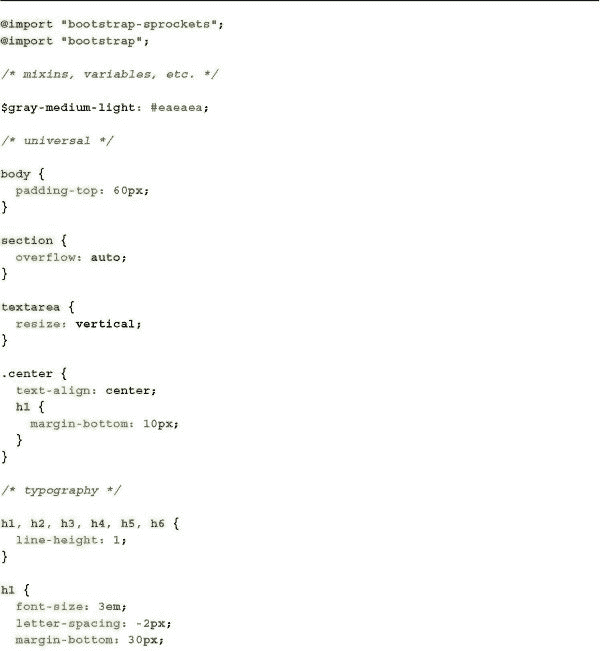 @import "bootstrap-sprockets";
@import "bootstrap";

/* mixins, variables, etc. */

$gray-medium-light: #eaeaea;

/* universal */

body {
  padding-top: 60px;
}

section {
  overflow: auto;
}

textarea {
  resize: vertical;
}

.center {
  text-align: center;
  h1 {
    margin-bottom: 10px;
  }
}

/* typography */

h1, h2, h3, h4, h5, h6 {
  line-height: 1;
}

h1 {
  font-size: 3em;
  letter-spacing: -2px;
  margin-bottom: 30px;